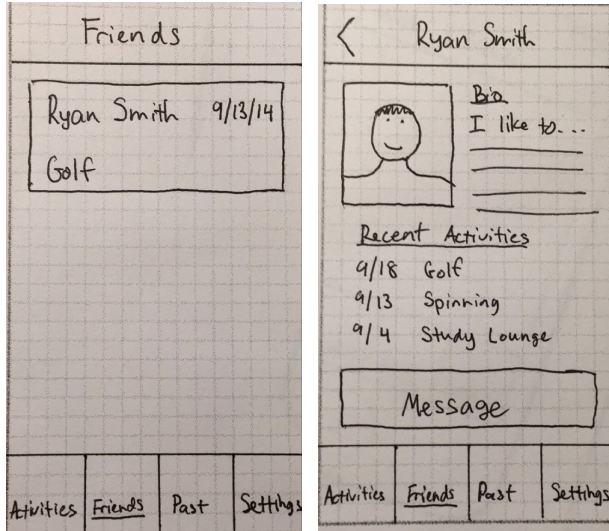 Friends
Ryan Smith 9/13/14
Golf
Activities Friends Past Settings
< Ryan Smith
Bio
I like to...
Recent Activities
9/18 Golf
9/13 Spinning
9/4 Study Lounge
Message
Activities Friends Past Settings